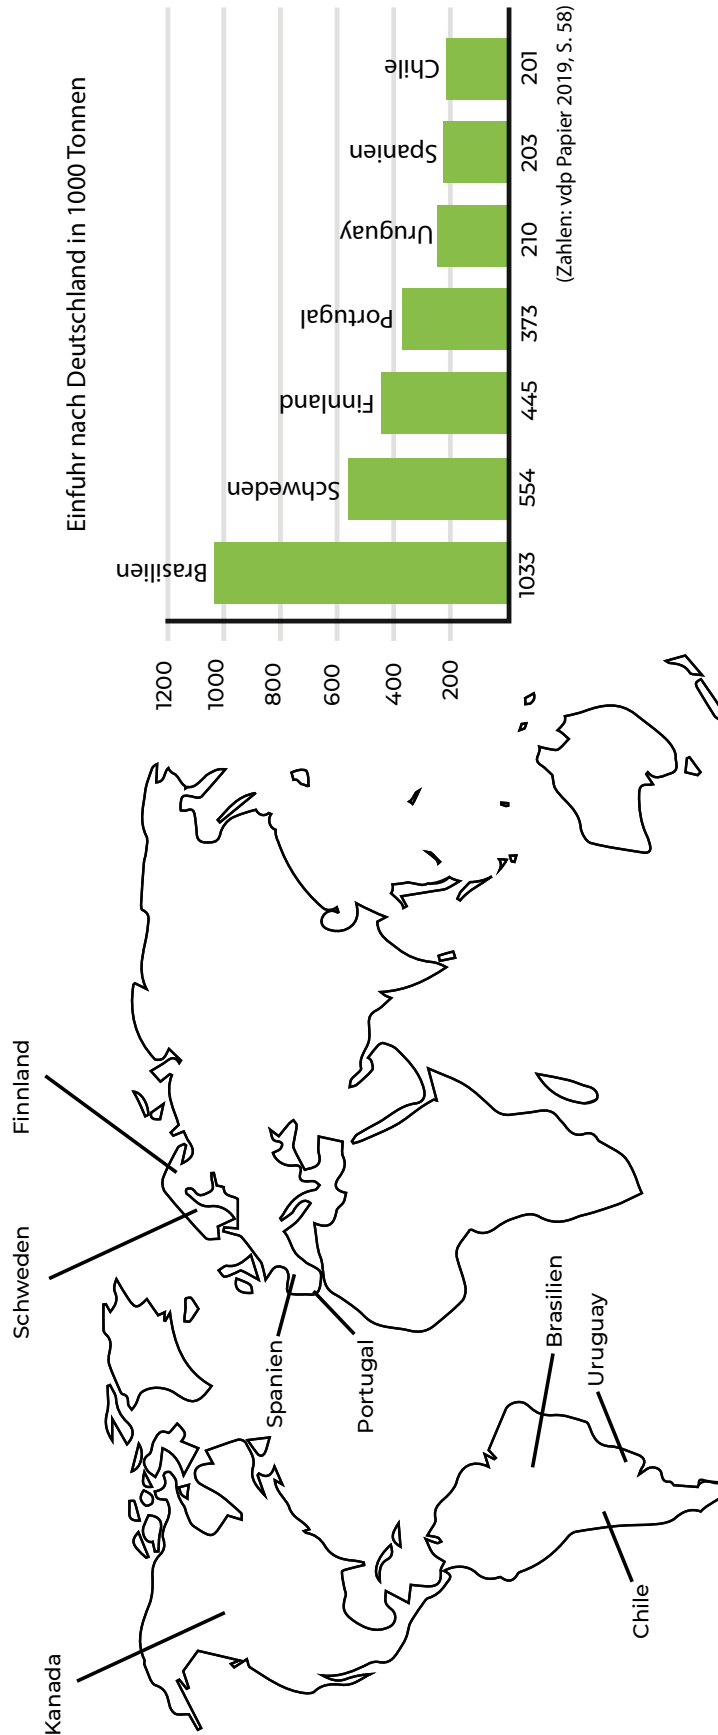 Kanada
Schweden
Finnland
Spanien
Portugal
Brasilien
Uruguay
Chile
Einfuhr nach Deutschland in 1000 Tonnen
1200
1000
800
600
400
200
Brasilien
Schweden
Finnland
Portugal
Uruguay
Spanien
Chile
1033
554
445
373
210
203
201
(Zahlen: vdp Papier 2019, S. 58)